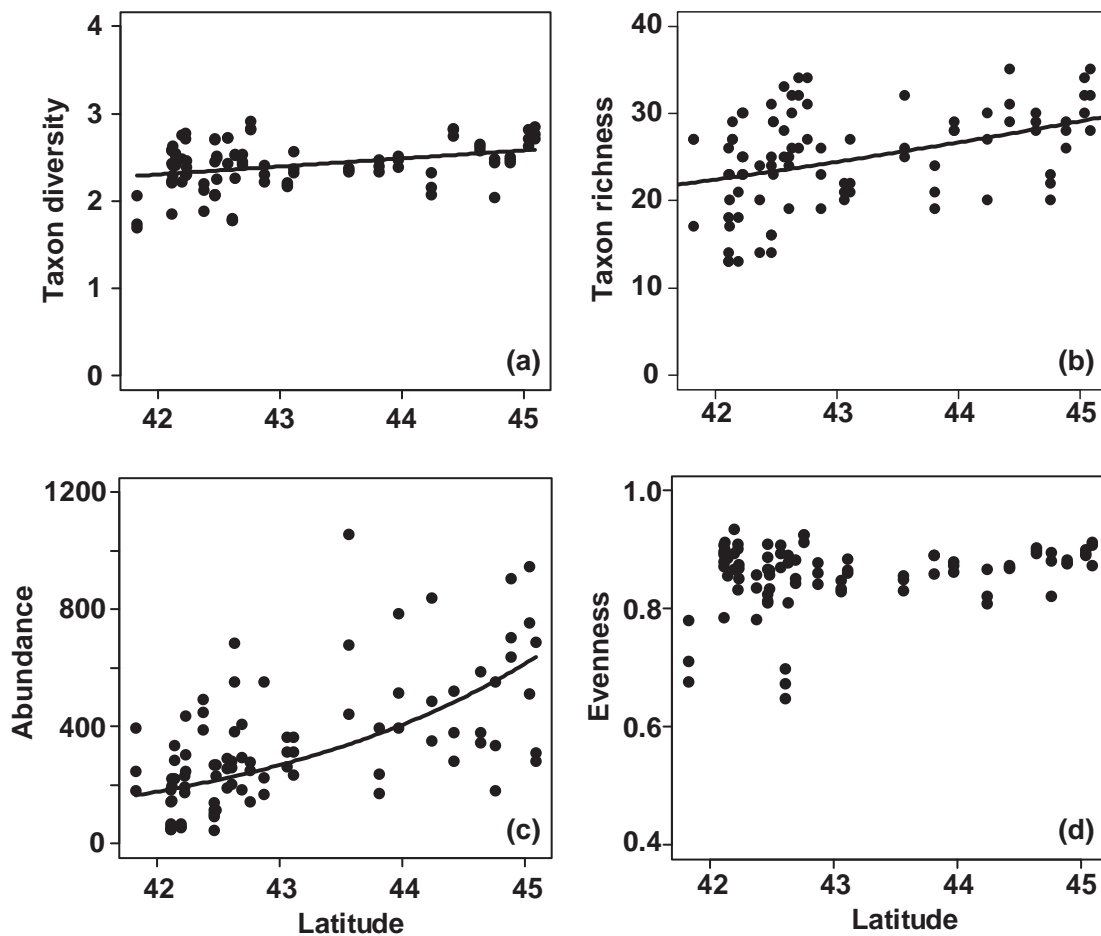 Taxon diversity
4
3
2
1
0
42 43 44 45
(a)
Taxon richness
40
30
20
10
0
42 43 44 45
(b)
Abundance
1200
800
400
0
42 43 44 45
Latitude
(c)
Evenness
1.0
0.8
0.6
0.4
42 43 44 45
Latitude
(d)